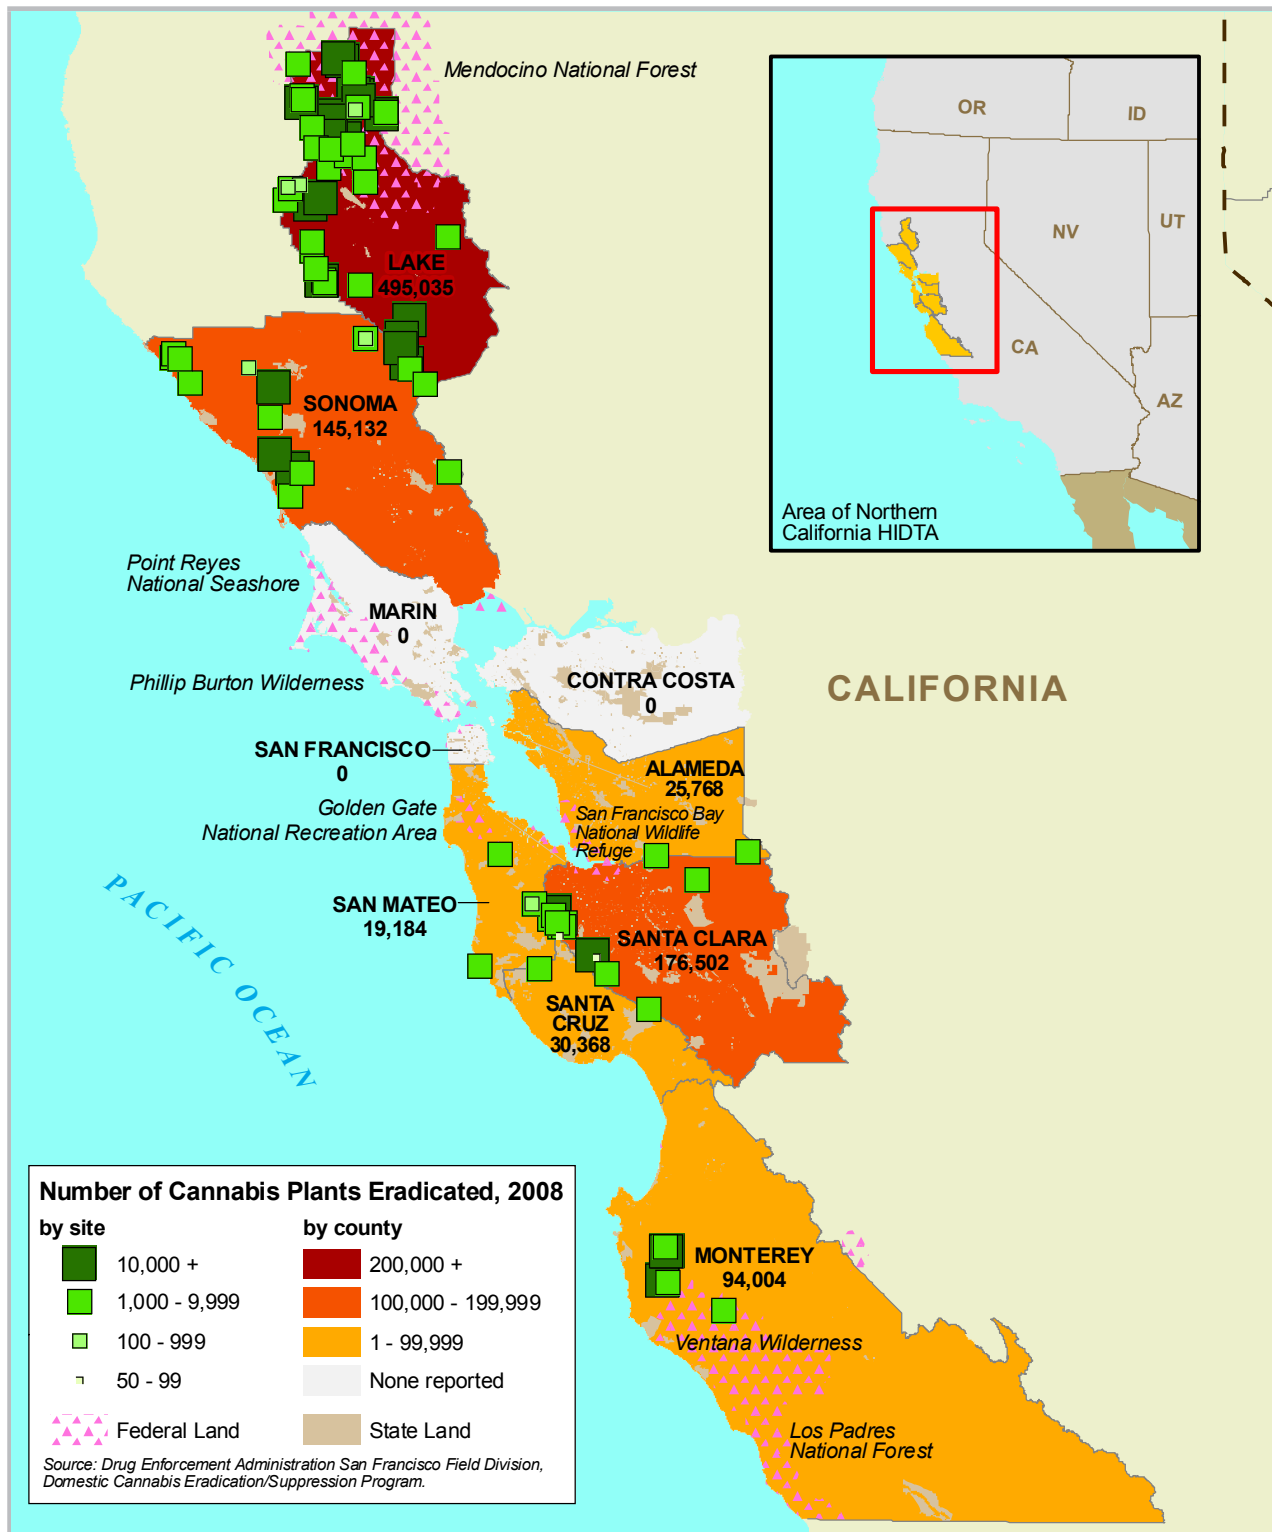 Mendocino National Forest
OR
ID
NV
UT
CA
AZ
Area of Northern
California HIDTA
LAKE
495,035
SONOMA
145,132
Point Reyes
National Seashore
MARIN
0
Phillip Burton Wilderness
CONTRA COSTA
0
CALIFORNIA
SAN FRANCISCO
0
ALAMEDA
25,768
Golden Gate
National Recreation Area
San Francisco Bay
National Wildlife
Refuge
PACIFIC OCEAN
SAN MATEO
19,184
SANTA CLARA
176,502
SANTA
CRUZ
30,368
MONTEREY
94,004
Ventana Wilderness
Los Padres
National Forest
Number of Cannabis Plants Eradicated, 2008
by site
by county
10,000 +
200,000 +
1,000 - 9,999
100,000 - 199,999
100 - 999
1 - 99,999
50 - 99
None reported
Federal Land
State Land
Source: Drug Enforcement Administration San Francisco Field Division,
Domestic Cannabis Eradication/Suppression Program.